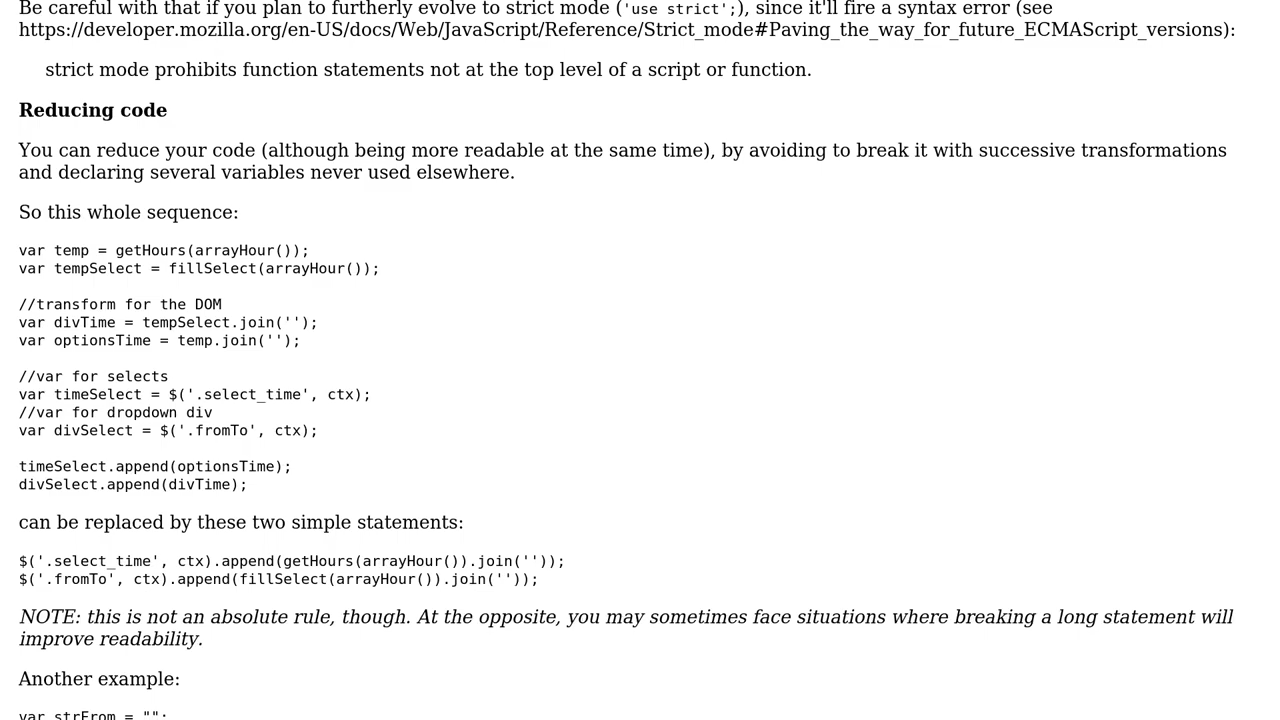 Be careful with that if you plan to furtherly evolve to strict mode ('use strict';), since it'll fire a syntax error (see
https://developer.mozilla.org/en-US/docs/Web/JavaScript/Reference/Strict_mode#Paving_the_way_for_future_ECMAScript_versions):
strict mode prohibits function statements not at the top level of a script or function.
Reducing code
You can reduce your code (although being more readable at the same time), by avoiding to break it with successive transformations
and declaring several variables never used elsewhere.
So this whole sequence:
var temp = getHours(arrayHour());
var tempSelect = fillSelect(arrayHour());
//transform for the DOM
var divTime = tempSelect.join('');
var optionsTime = temp.join('');
//var for selects
var timeSelect = $('.select_time', ctx);
//var for dropdown div
var divSelect = $('.fromTo', ctx);
timeSelect.append(optionsTime);
divSelect.append(divTime);
can be replaced by these two simple statements:
$('.select_time', ctx).append(getHours(arrayHour()).join(''));
$('.fromTo', ctx).append(fillSelect(arrayHour()).join(''));
NOTE: this is not an absolute rule, though. At the opposite, you may sometimes face situations where breaking a long statement will
improve readability.
Another example:
var strFrom = "";